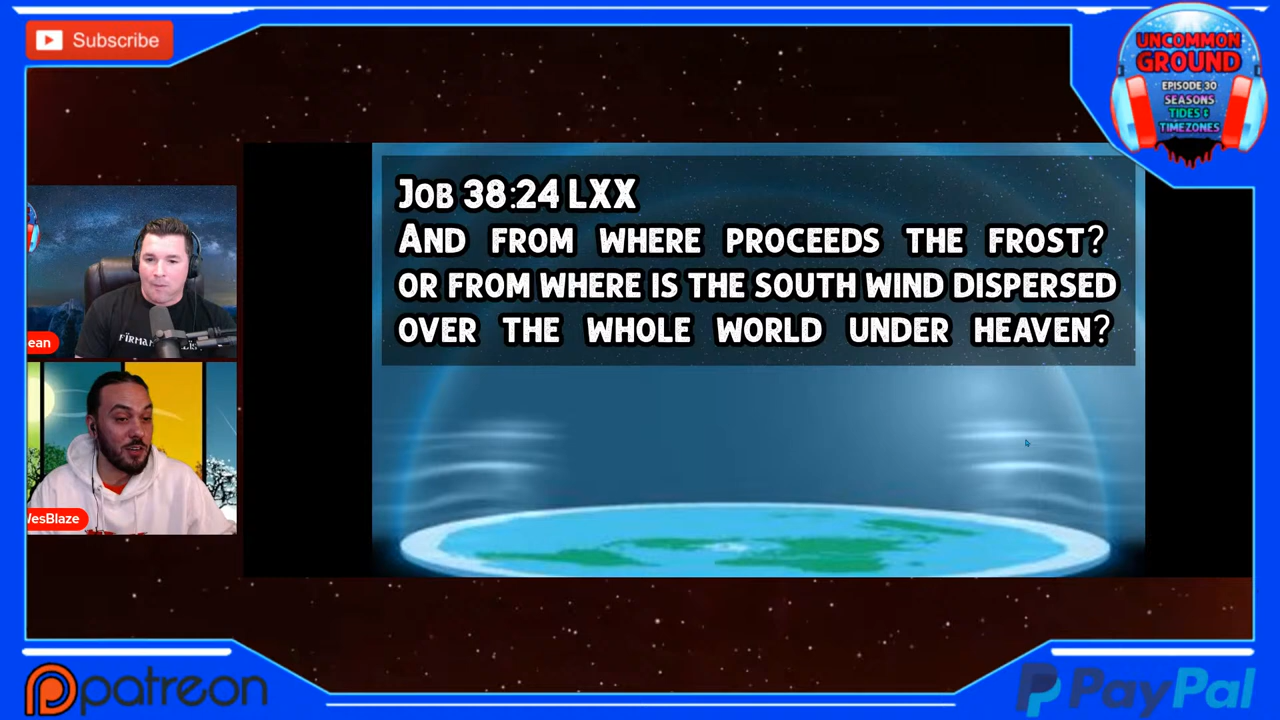 Subscribe
UNCOMMON
GROUND
EPISODE 30
SEASONS
TIDES &
TIMEZONES
JOB 38:24 LXX
AND FROM WHERE PROCEEDS THE FROST?
OR FROM WHERE IS THE SOUTH WIND DISPERSED
OVER THE WHOLE WORLD UNDER HEAVEN?
ean
WesBlaze
patreon
PayPal